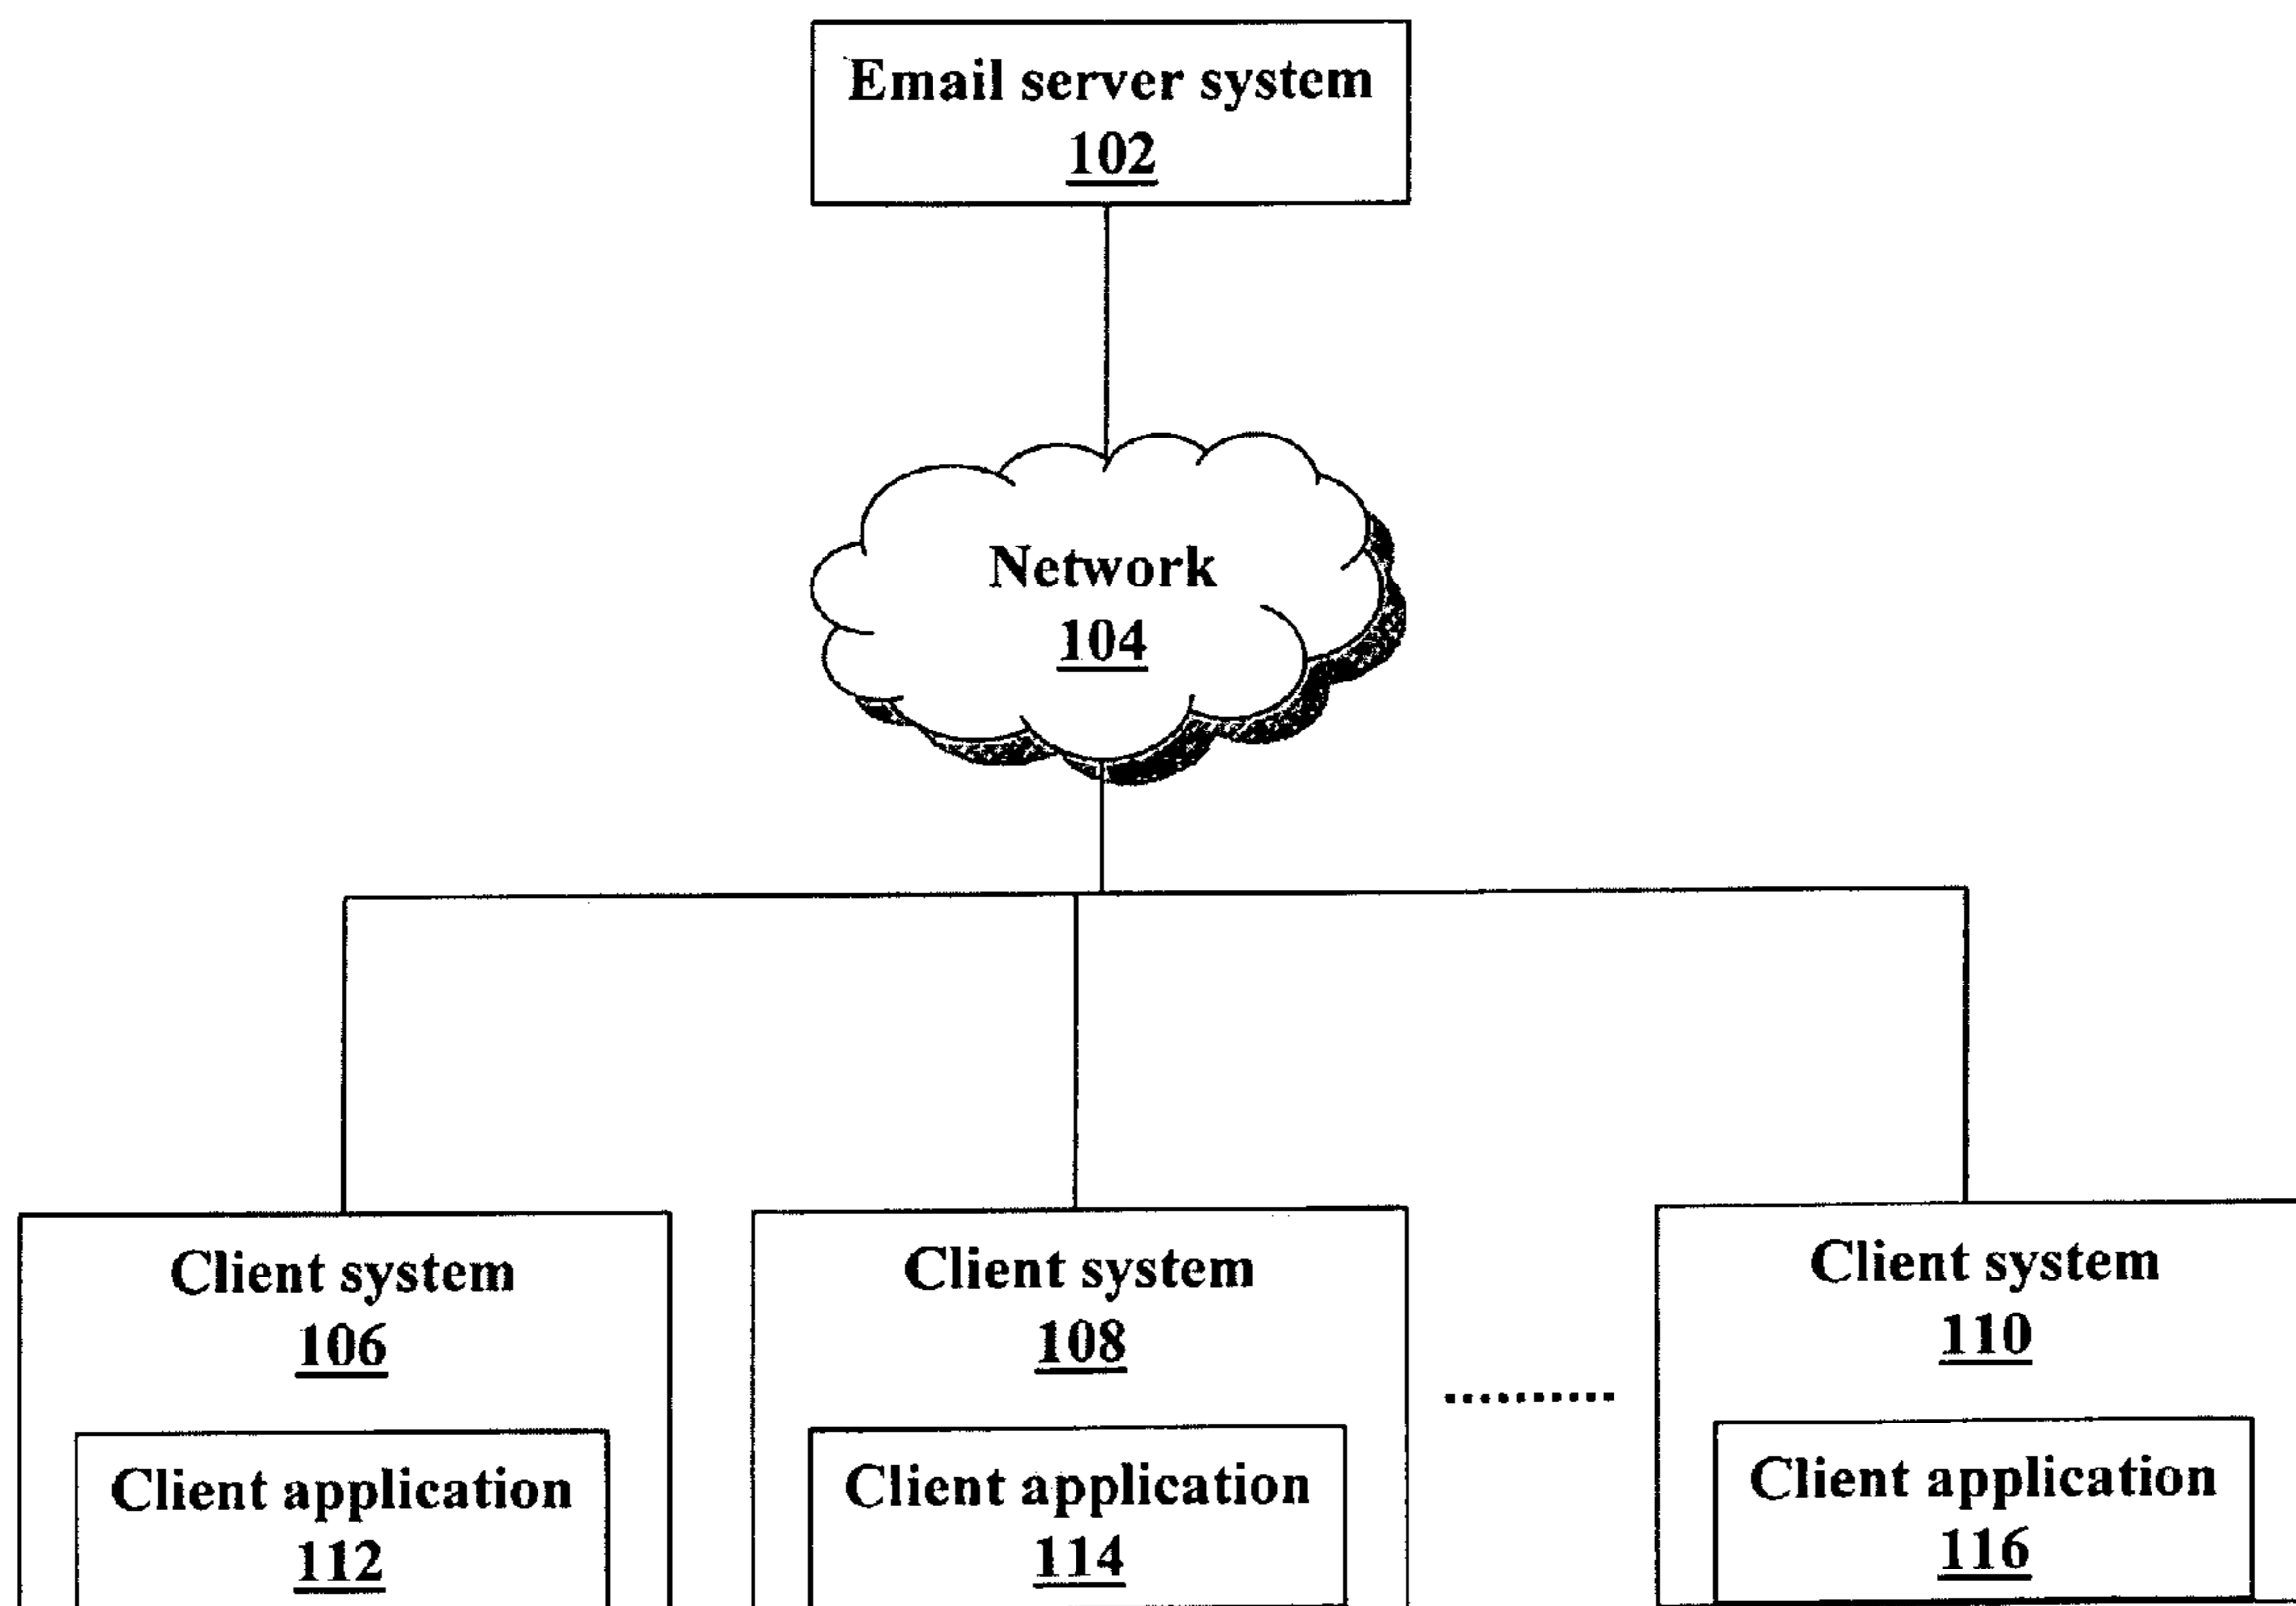 Email server system
102
Network
104
Client system
106
Client system
108
Client system
110
Client application
112
Client application
114
Client application
116